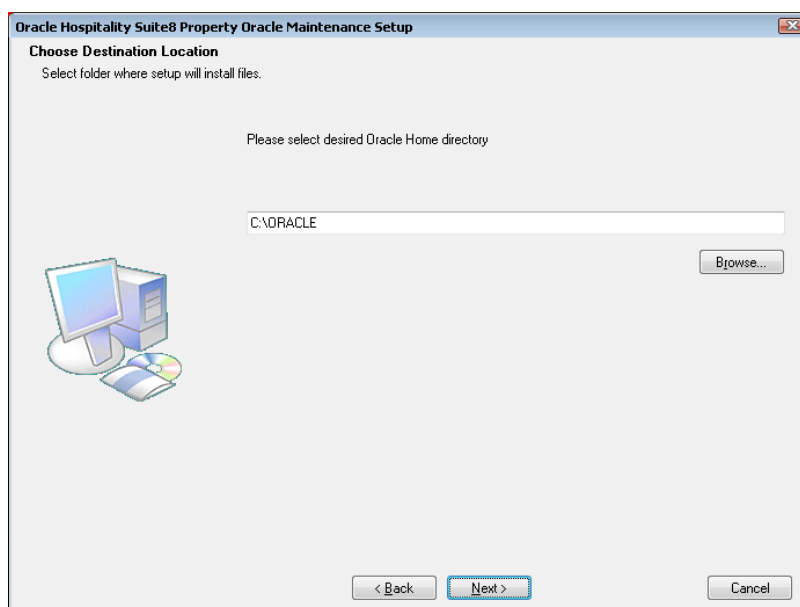 Oracle Hospitality Suite8 Property Oracle Maintenance Setup
Choose Destination Location
Select folder where setup will install files.
Please select desired Oracle Home directory
C:\ORACLE
Browse...
< Back
Next >
Cancel